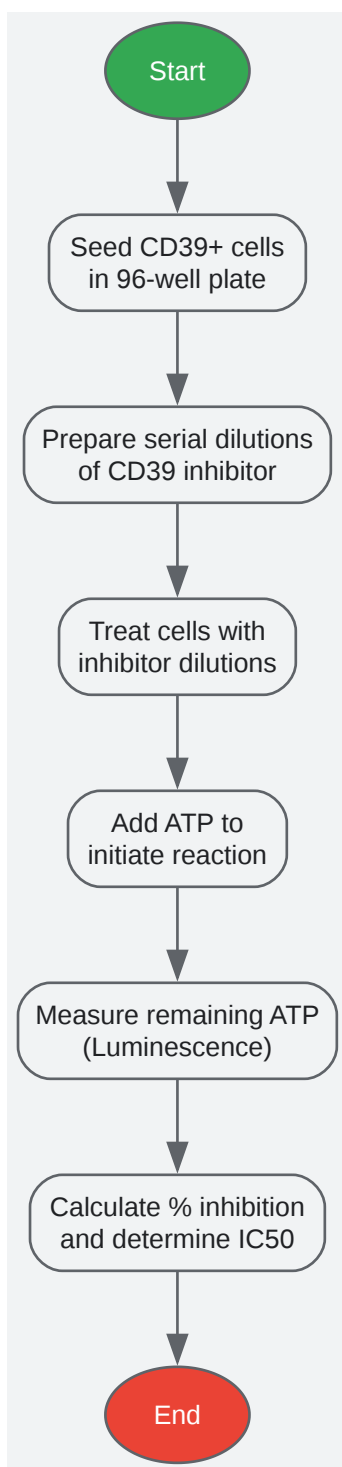 Start
Seed CD39+ cells
in 96-well plate
Prepare serial dilutions
of CD39 inhibitor
Treat cells with
inhibitor dilutions
Add ATP to
initiate reaction
Measure remaining ATP
(Luminescence)
Calculate % inhibition
and determine IC50
End